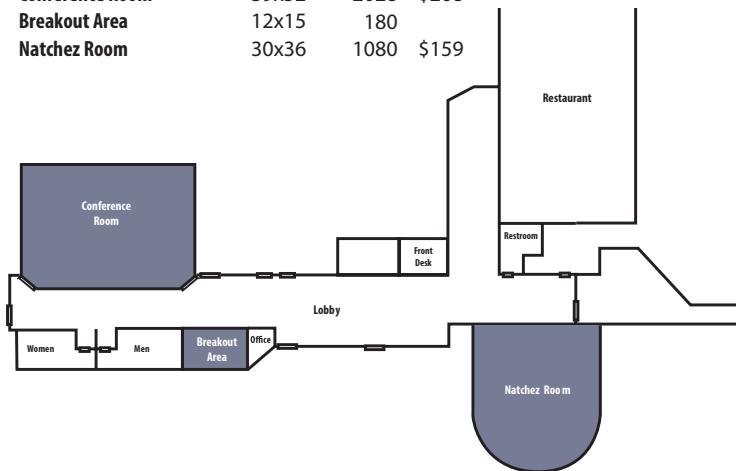 Breakout Area 12x15 180
Natchez Room 30x36 1080 $159
Restaurant
Conference
Room
Restroom
Front
Desk
Lobby
Women
Men
Breakout
Area
Office
Natchez Room